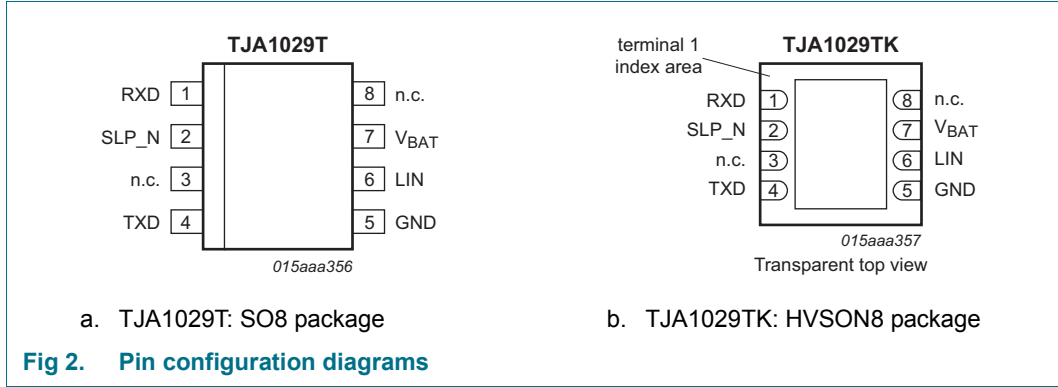 TJA1029T
RXD 1
SLP_N 2
n.c. 3
TXD 4
8 n.c.
7 VBAT
6 LIN
5 GND
015aaa356
a. TJA1029T: SO8 package
terminal 1
index area
TJA1029TK
RXD 1
SLP_N 2
n.c. 3
TXD 4
8 n.c.
7 VBAT
6 LIN
5 GND
015aaa357
Transparent top view
b. TJA1029TK: HVSON8 package
Fig 2. Pin configuration diagrams